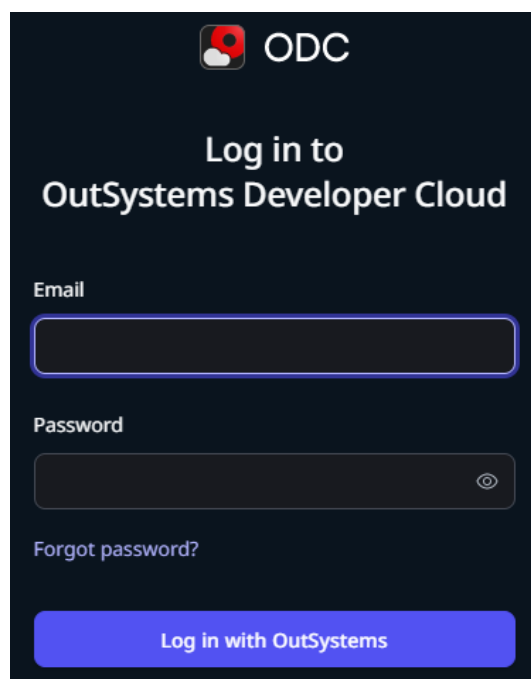 ODC
Log in to
OutSystems Developer Cloud
Email
Password
Forgot password?
Log in with OutSystems